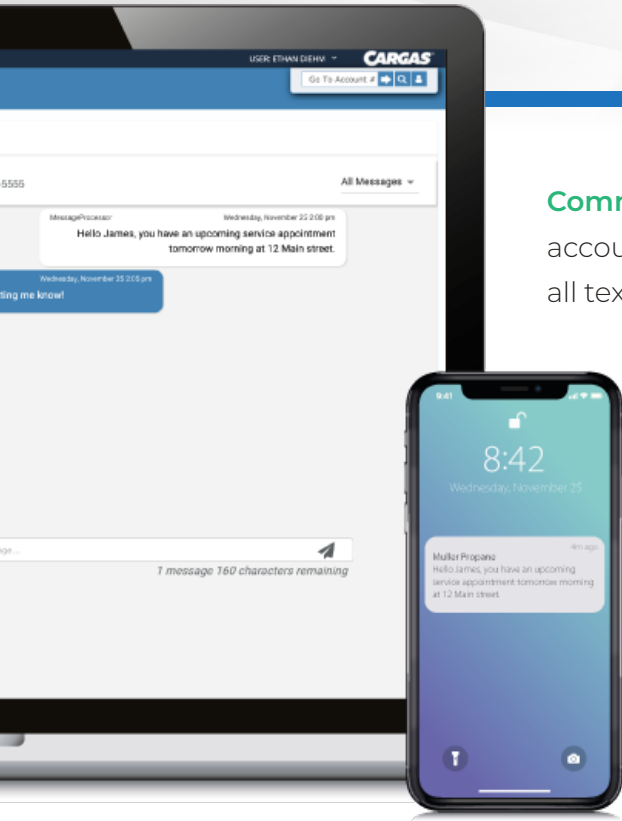 USER: ETHAN DIEHM
CARGAS
Go To Account #
-5555
All Messages
MessageProcessor
Wednesday, November 25 2:00 pm
Hello James, you have an upcoming service appointment
tomorrow morning at 12 Main street.
Wednesday, November 25 2:05 pm
tting me know!
age...
1 message 160 characters remaining
Comm
accou
all tex
9:41
8:42
Wednesday, November 25
4m ago
Muller Propane
Hello James, you have an upcoming
service appointment tomorrow morning
at 12 Main street.